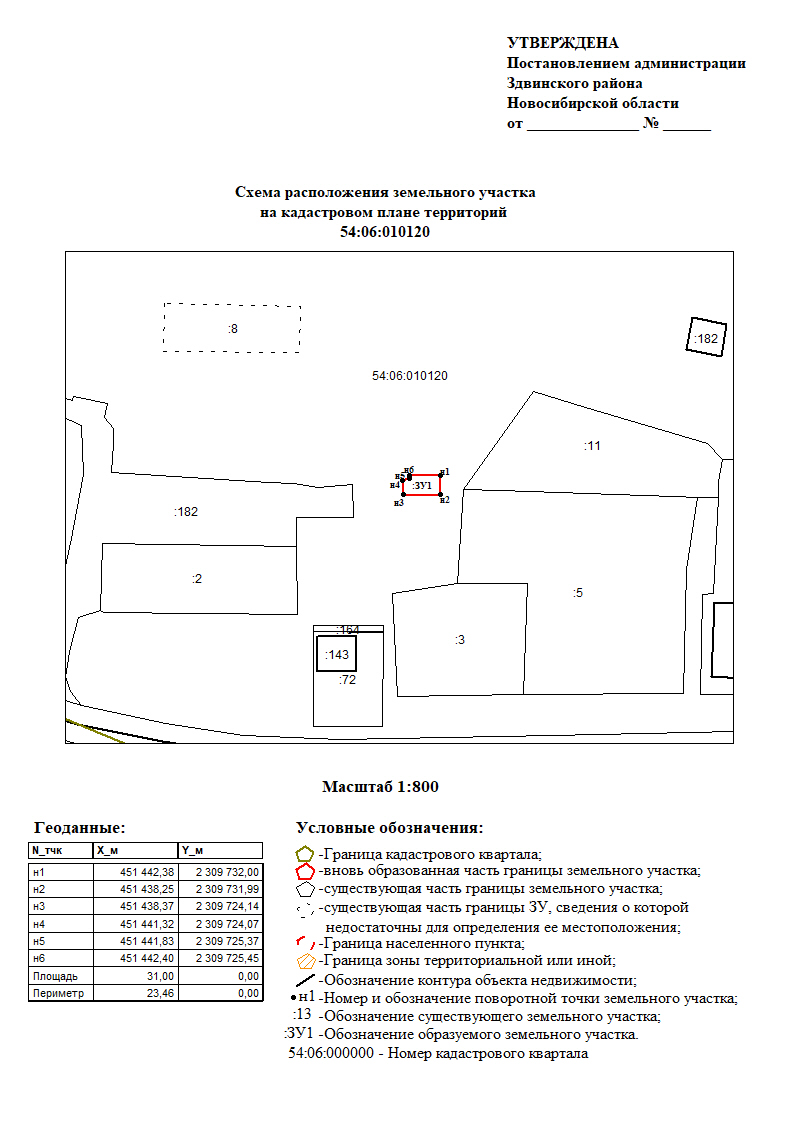 УТВЕРЖДЕНА
Постановлением администрации
Здвинского района
Новосибирской области
от _______________ № ______
Схема расположения земельного участка
на кадастровом плане территорий
54:06:010120
:8
:182
54:06:010120
:11
н6
н1
н5
н4
:ЗУ1
н3
н2
:182
:2
:5
:3
:164
:143
:72
Масштаб 1:800
Геоданные:
N_тчк X_м Y_м
н1 451 442,38 2 309 732,00
н2 451 438,25 2 309 731,99
н3 451 438,37 2 309 724,14
н4 451 441,32 2 309 724,07
н5 451 441,83 2 309 725,37
н6 451 442,40 2 309 725,45
Площадь 31,00 0,00
Периметр 23,46 0,00
Условные обозначения:
-Граница кадастрового квартала;
-вновь образованная часть границы земельного участка;
-существующая часть границы земельного участка;
-существующая часть границы ЗУ, сведения о которой
недостаточны для определения ее местоположения;
-Граница населенного пункта;
-Граница зоны территориальной или иной;
-Обозначение контура объекта недвижимости;
н1 -Номер и обозначение поворотной точки земельного участка;
:13 -Обозначение существующего земельного участка;
:ЗУ1 -Обозначение образуемого земельного участка.
54:06:000000 - Номер кадастрового квартала